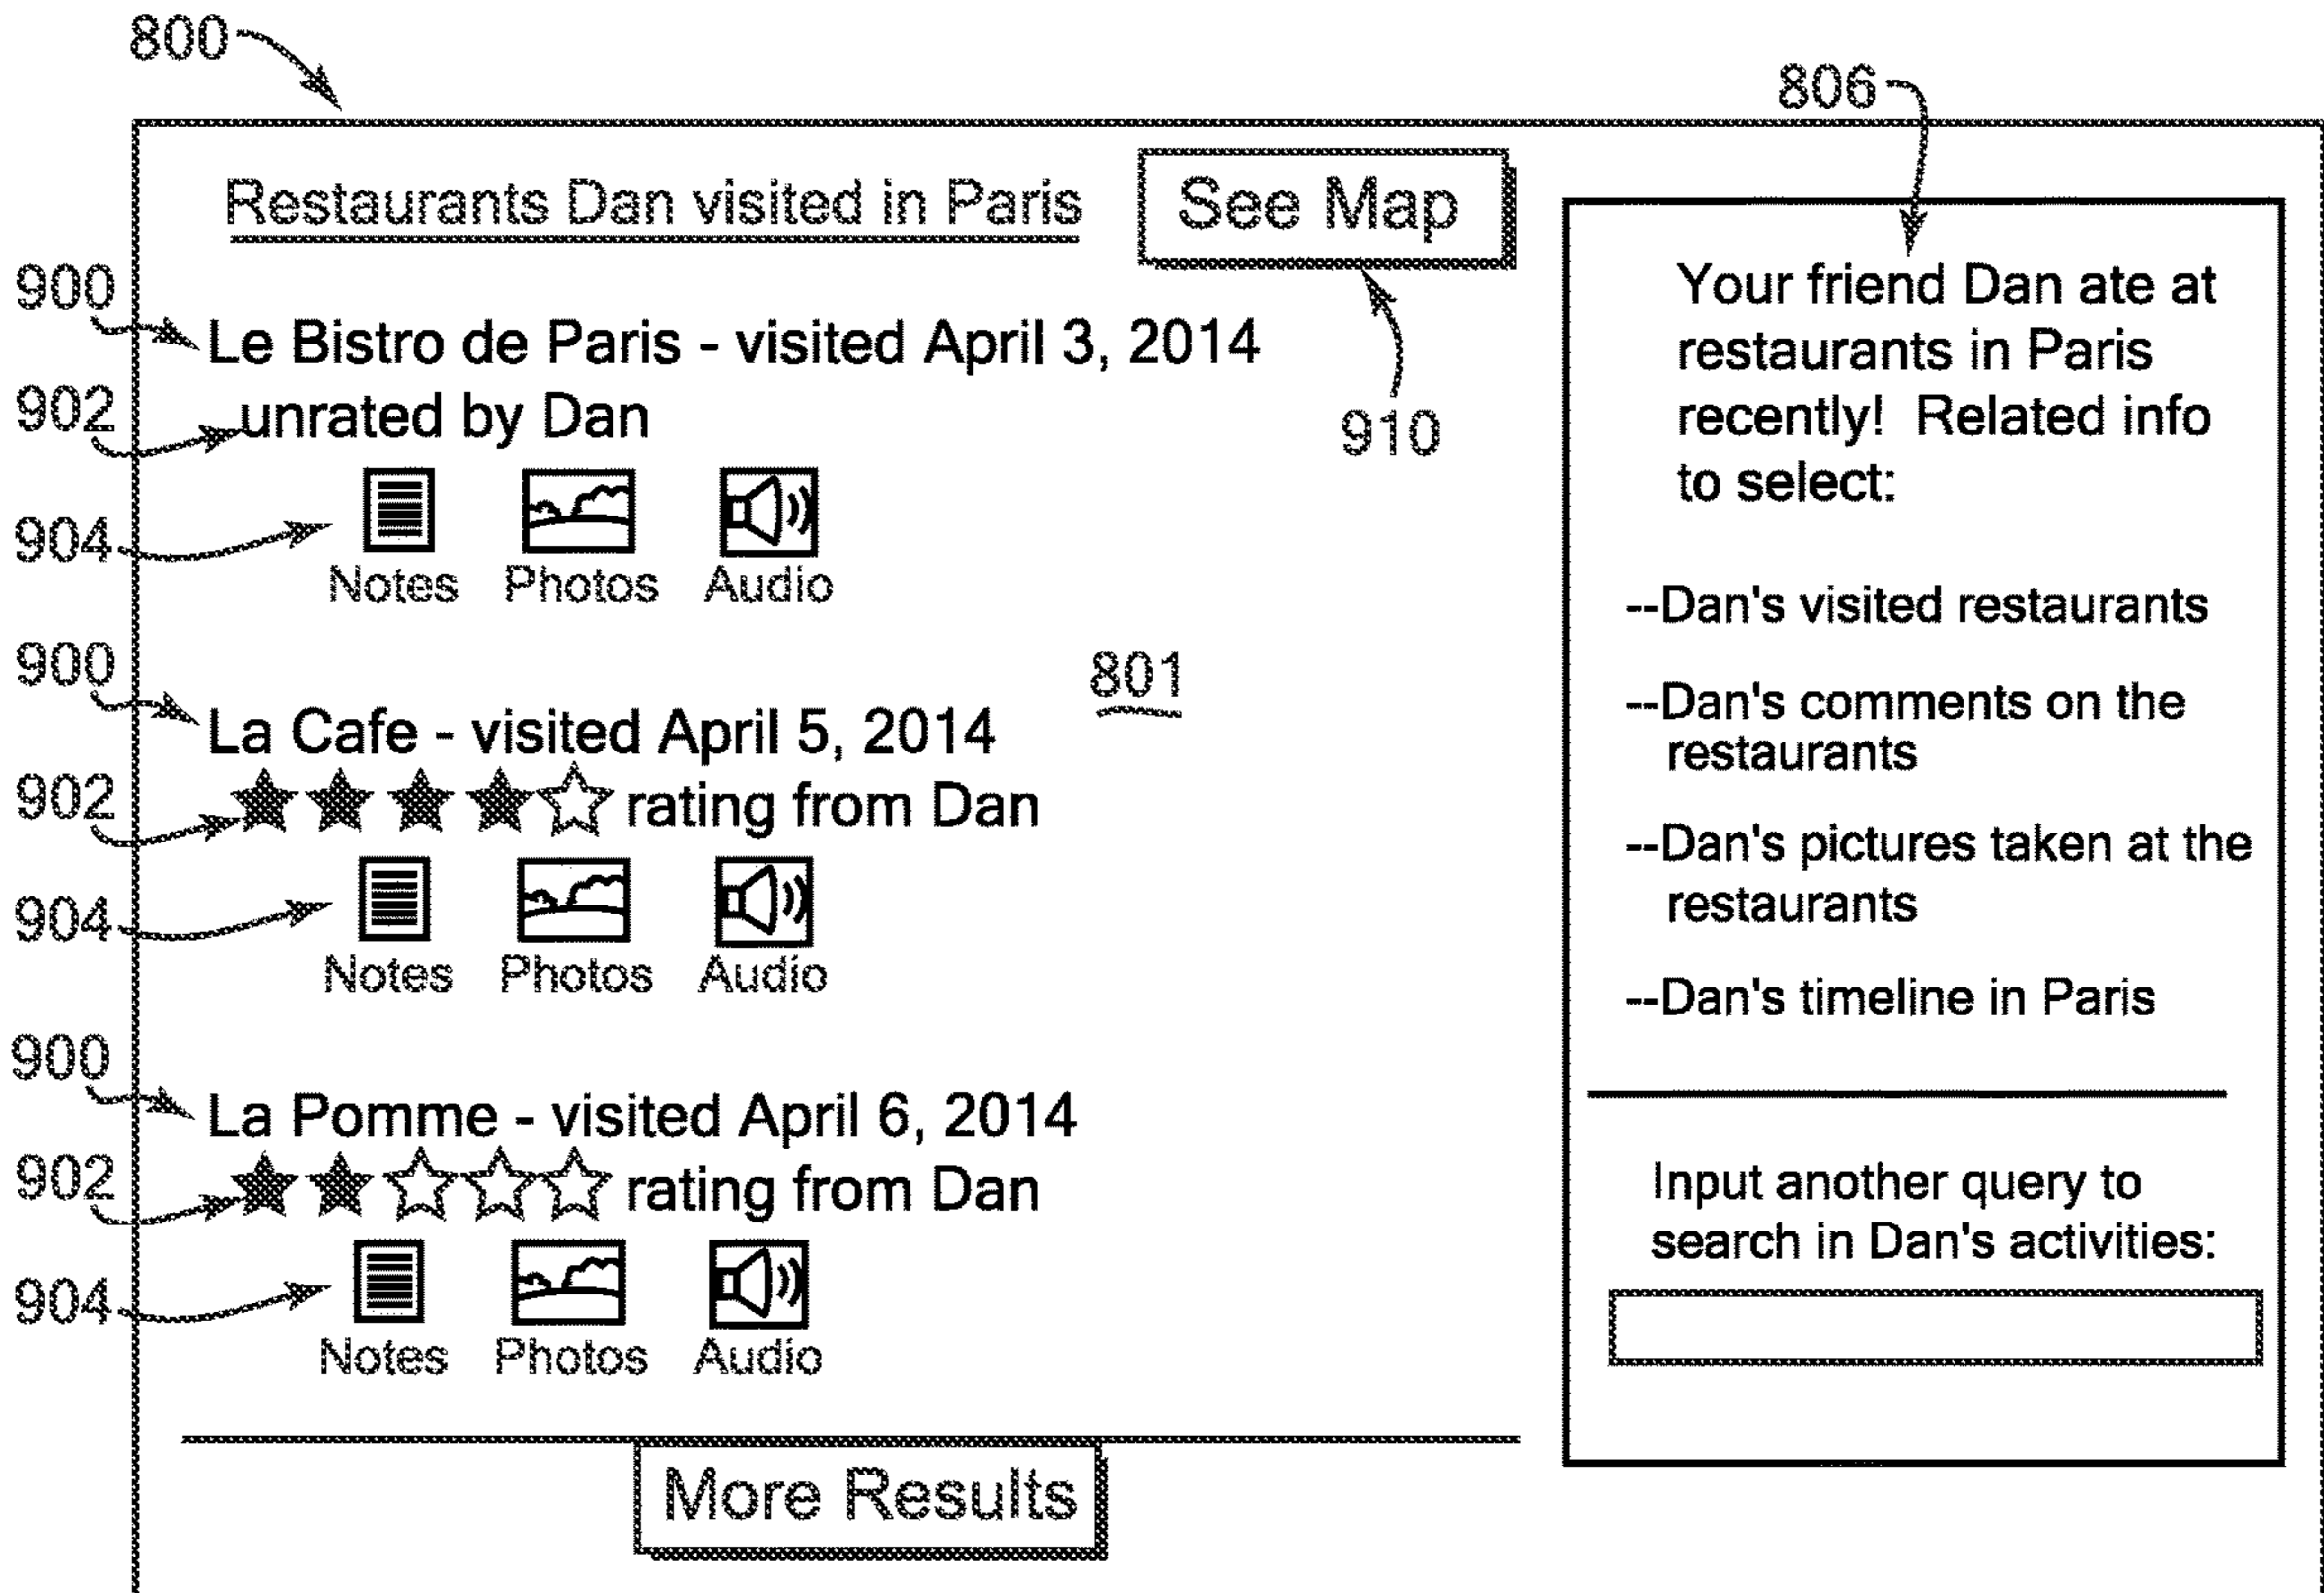 800
806
Restaurants Dan visited in Paris
See Map
900
Le Bistro de Paris - visited April 3, 2014
902
unrated by Dan
910
904
Notes Photos Audio
900
801
La Cafe - visited April 5, 2014
902
rating from Dan
904
Notes Photos Audio
900
La Pomme - visited April 6, 2014
902
rating from Dan
904
Notes Photos Audio
More Results
Your friend Dan ate at
restaurants in Paris
recently! Related info
to select:
--Dan's visited restaurants
--Dan's comments on the
restaurants
--Dan's pictures taken at the
restaurants
--Dan's timeline in Paris
Input another query to
search in Dan's activities: